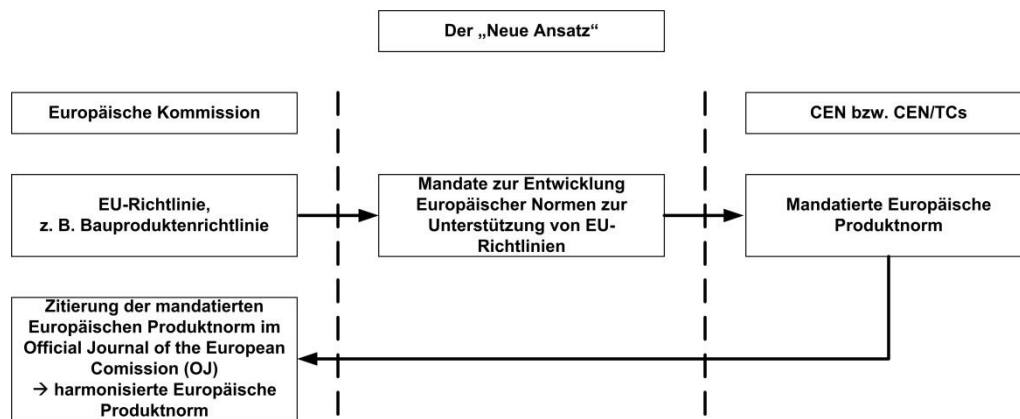 Der „Neue Ansatz“
Europäische Kommission
CEN bzw. CEN/TCs
EU-Richtlinie,
z. B. Bauproduktenrichtlinie
Mandate zur Entwicklung
Europäischer Normen zur
Unterstützung von EU-
Richtlinien
Mandatierte Europäische
Produktnorm
Zitierung der mandatierten
Europäischen Produktnorm im
Official Journal of the European
Comission (OJ)
→ harmonisierte Europäische
Produktnorm